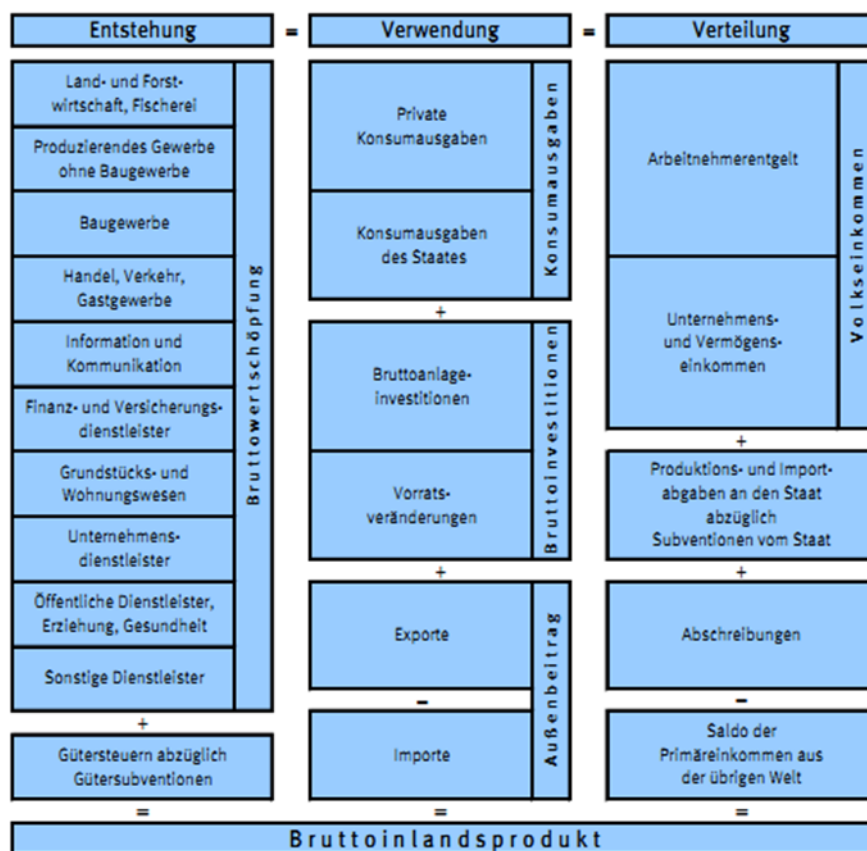 Entstehung = Verwendung = Verteilung
Land- und Forst-
wirtschaft, Fischerei
Produzierendes Gewerbe
ohne Baugewerbe
Baugewerbe
Handel, Verkehr,
Gastgewerbe
Information und
Kommunikation
Finanz- und Versicherungs-
dienstleister
Grundstücks- und
Wohnungswesen
Unternehmens-
dienstleister
Öffentliche Dienstleister,
Erziehung, Gesundheit
Sonstige Dienstleister
Bruttowertschöpfung
+
Gütersteuern abzüglich
Gütersubventionen
=
Private
Konsumausgaben
Konsumausgaben
des Staates
Konsumausgaben
+
Bruttoanlage-
investitionen
Vorrats-
veränderungen
Bruttoinvestitionen
+
Exporte
-
Importe
Außenbeitrag
=
Arbeitnehmerentgelt
Unternehmens-
und Vermögens-
einkommen
Volkseinkommen
+
Produktions- und Import-
abgaben an den Staat
abzüglich
Subventionen vom Staat
+
Abschreibungen
-
Saldo der
Primäreinkommen aus
der übrigen Welt
=
Bruttoinlandsprodukt